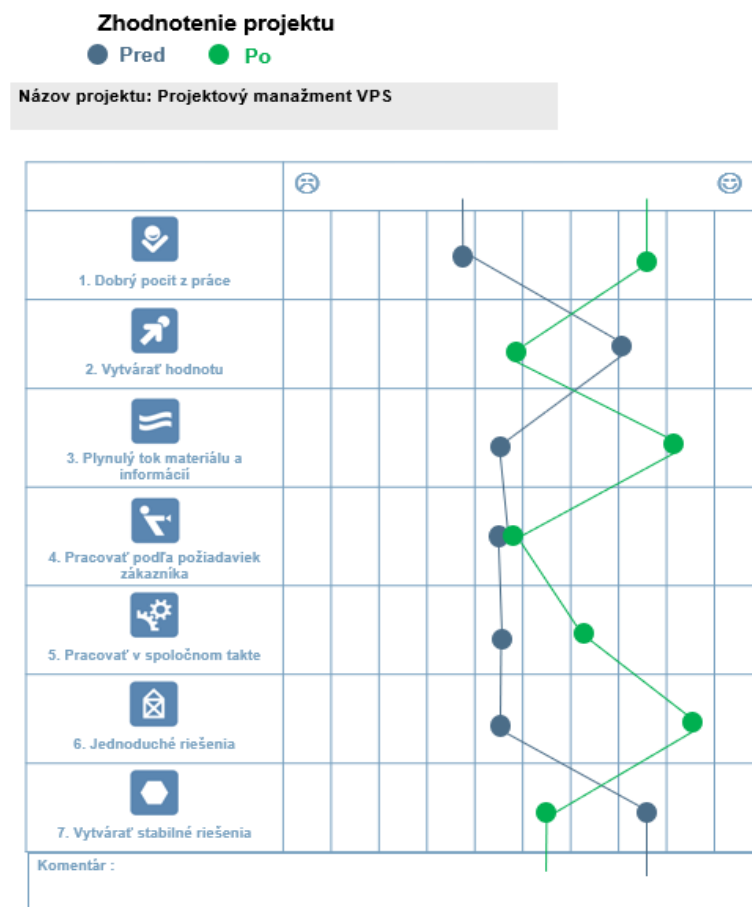 Zhodnotenie projektu
Pred Po
Názov projektu: Projektový manažment VPS
1. Dobrý pocit z práce
2. Vytvárať hodnotu
3. Plynulý tok materiálu a
informácií
4. Pracovať podľa požiadaviek
zákazníka
5. Pracovať v spoločnom takte
6. Jednoduché riešenia
7. Vytvárať stabilné riešenia
Komentár :